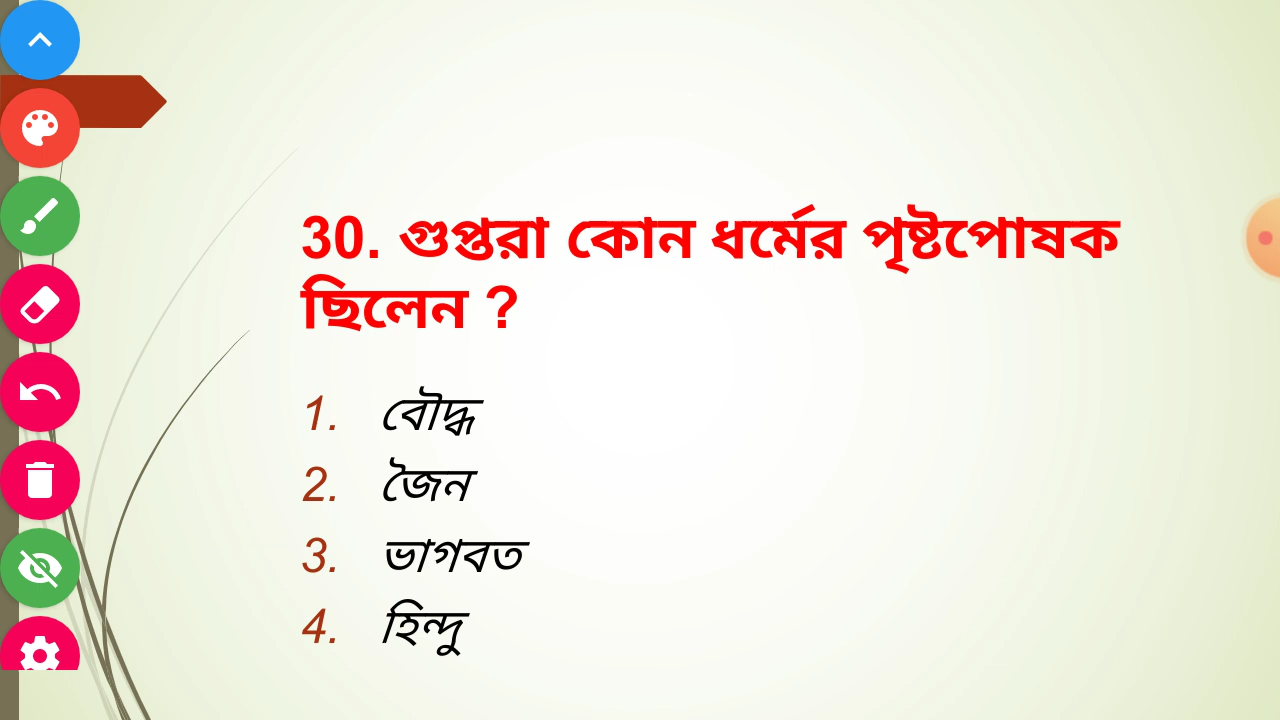 30. গুপ্তরা কোন ধর্মের পৃষ্টপোষক
ছিলেন ?
1. বৌদ্ধ
2. জৈন
3. ভাগবত
4. হিন্দু